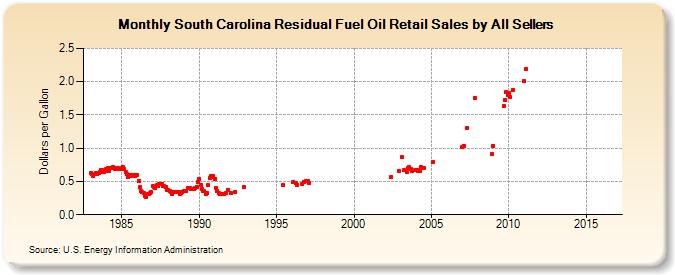 Monthly South Carolina Residual Fuel Oil Retail Sales by All Sellers
Dollars per Gallon
2.5
2.0
1.5
1.0
0.5
0.0
1985 1990 1995 2000 2005 2010 2015
Source: U.S. Energy Information Administration